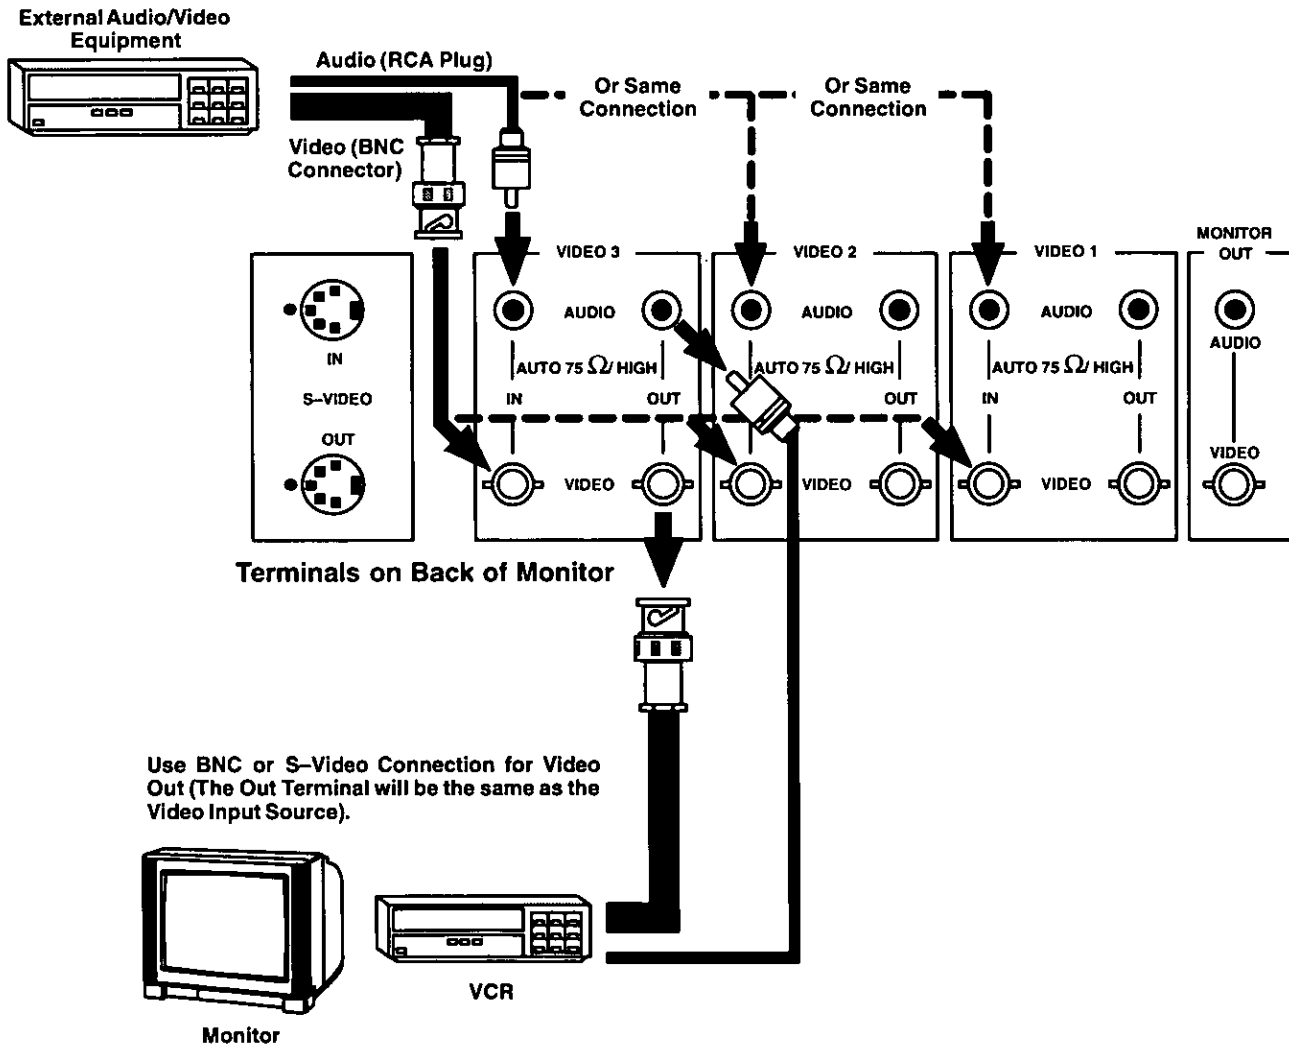 External Audio/Video
Equipment
Audio (RCA Plug)
Or Same
Connection
Or Same
Connection
Video (BNC
Connector)
VIDEO 3
VIDEO 2
VIDEO 1
MONITOR
OUT
AUDIO
AUDIO
AUDIO
AUDIO
IN
AUTO 75 Ω/ HIGH
AUTO 75 Ω/ HIGH
AUTO 75 Ω/ HIGH
S–VIDEO
IN
OUT
OUT
IN
OUT
OUT
VIDEO
VIDEO
VIDEO
VIDEO
Terminals on Back of Monitor
Use BNC or S–Video Connection for Video
Out (The Out Terminal will be the same as the
Video Input Source).
VCR
Monitor